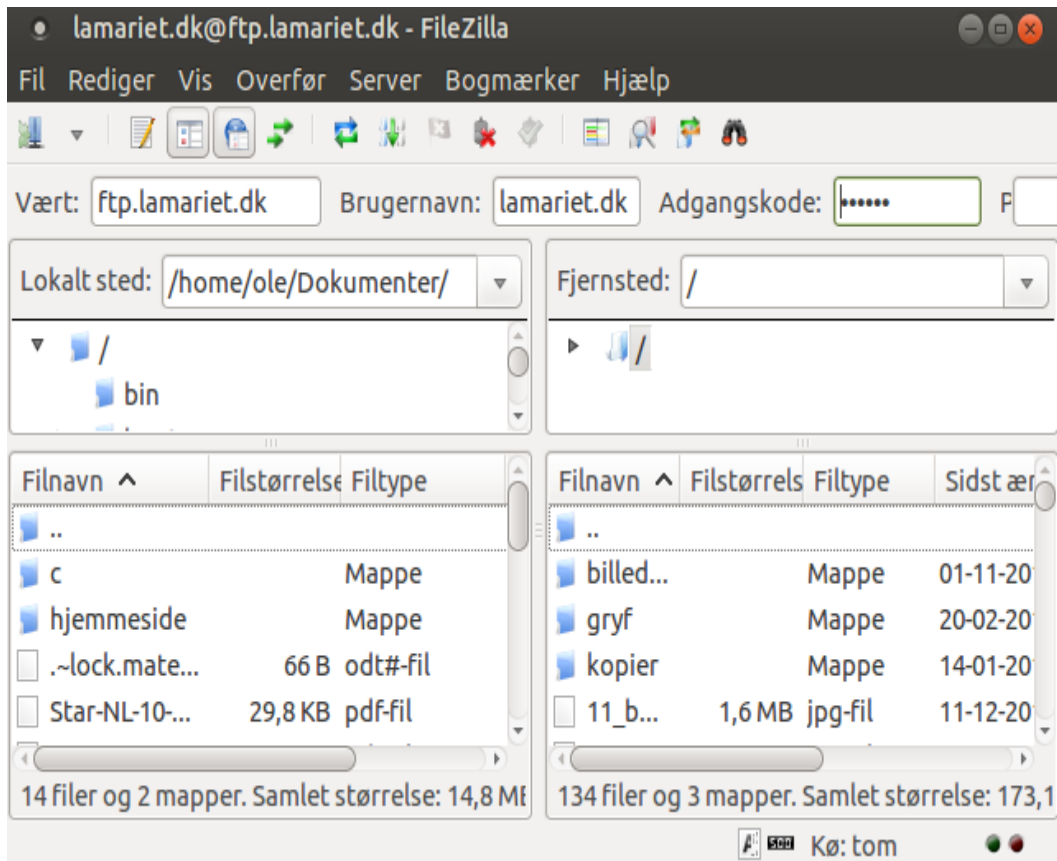 lamariet.dk@ftp.lamariet.dk - FileZilla
Fil Rediger Vis Overfør Server Bogmærker Hjælp
Vært: ftp.lamariet.dk Brugernavn: lamariet.dk Adgangskode: •••••• P
Lokalt sted: /home/ole/Dokumenter/
/
bin
Filnavn Filstørrelse Filtype
..
c Mappe
hjemmeside Mappe
.~lock.mate... 66 B odt#-fil
Star-NL-10-... 29,8 KB pdf-fil
14 filer og 2 mapper. Samlet størrelse: 14,8 ME
Fjernsted: /
/
Filnavn Filstørrels Filtype Sidst æn
..
billed... Mappe 01-11-20
gryf Mappe 20-02-20
kopier Mappe 14-01-20
11_b... 1,6 MB jpg-fil 11-12-20
134 filer og 3 mapper. Samlet størrelse: 173,1
Kø: tom